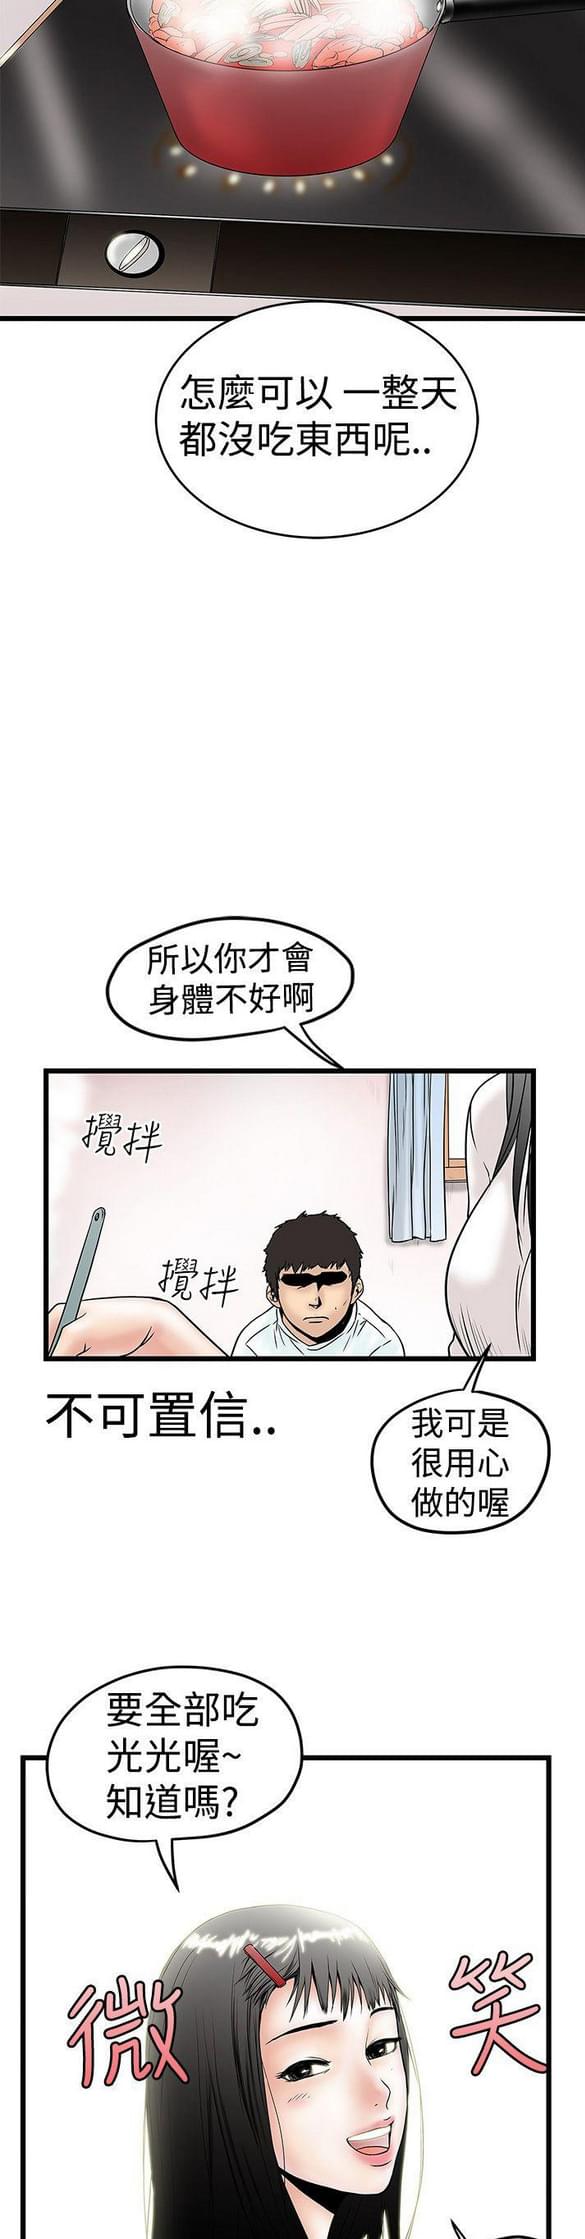 怎麼可以 一整天
都沒吃東西呢..
所以你才會
身體不好啊
攪拌
攪拌
不可置信..
我可是
很用心
做的喔
要全部吃
光光喔~
知道嗎?
微笑